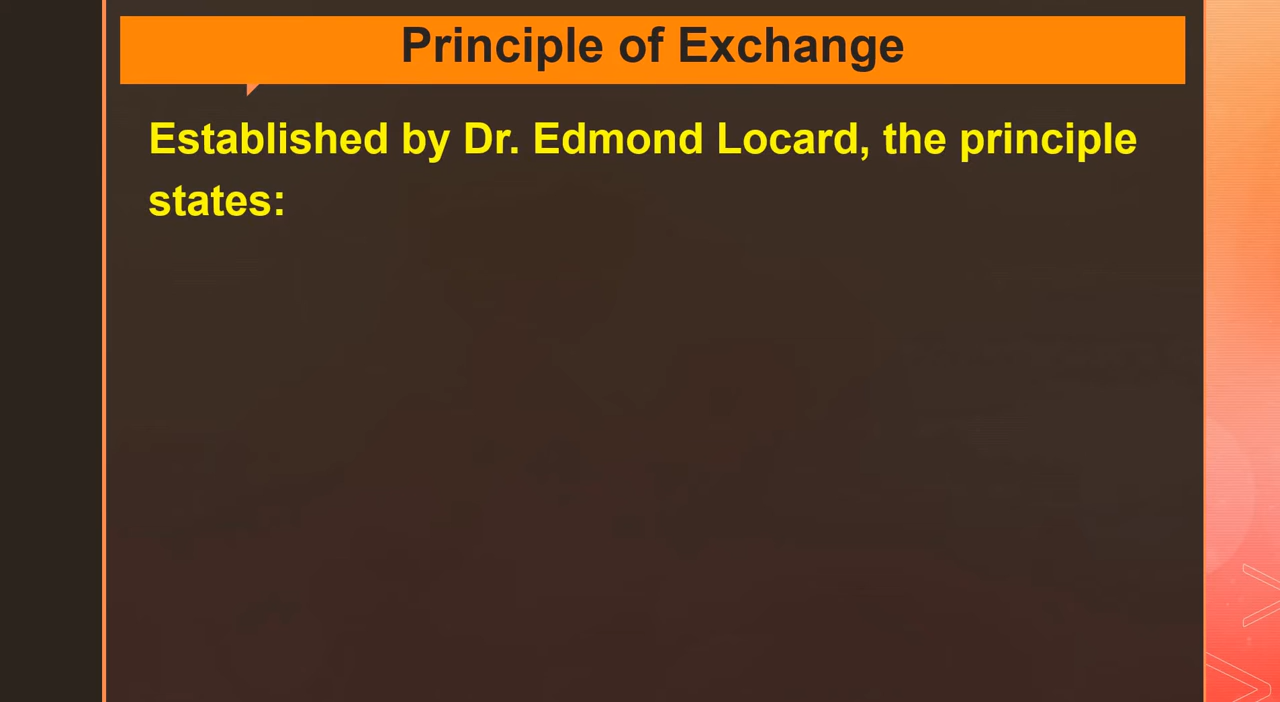 Principle of Exchange
Established by Dr. Edmond Locard, the principle
states: